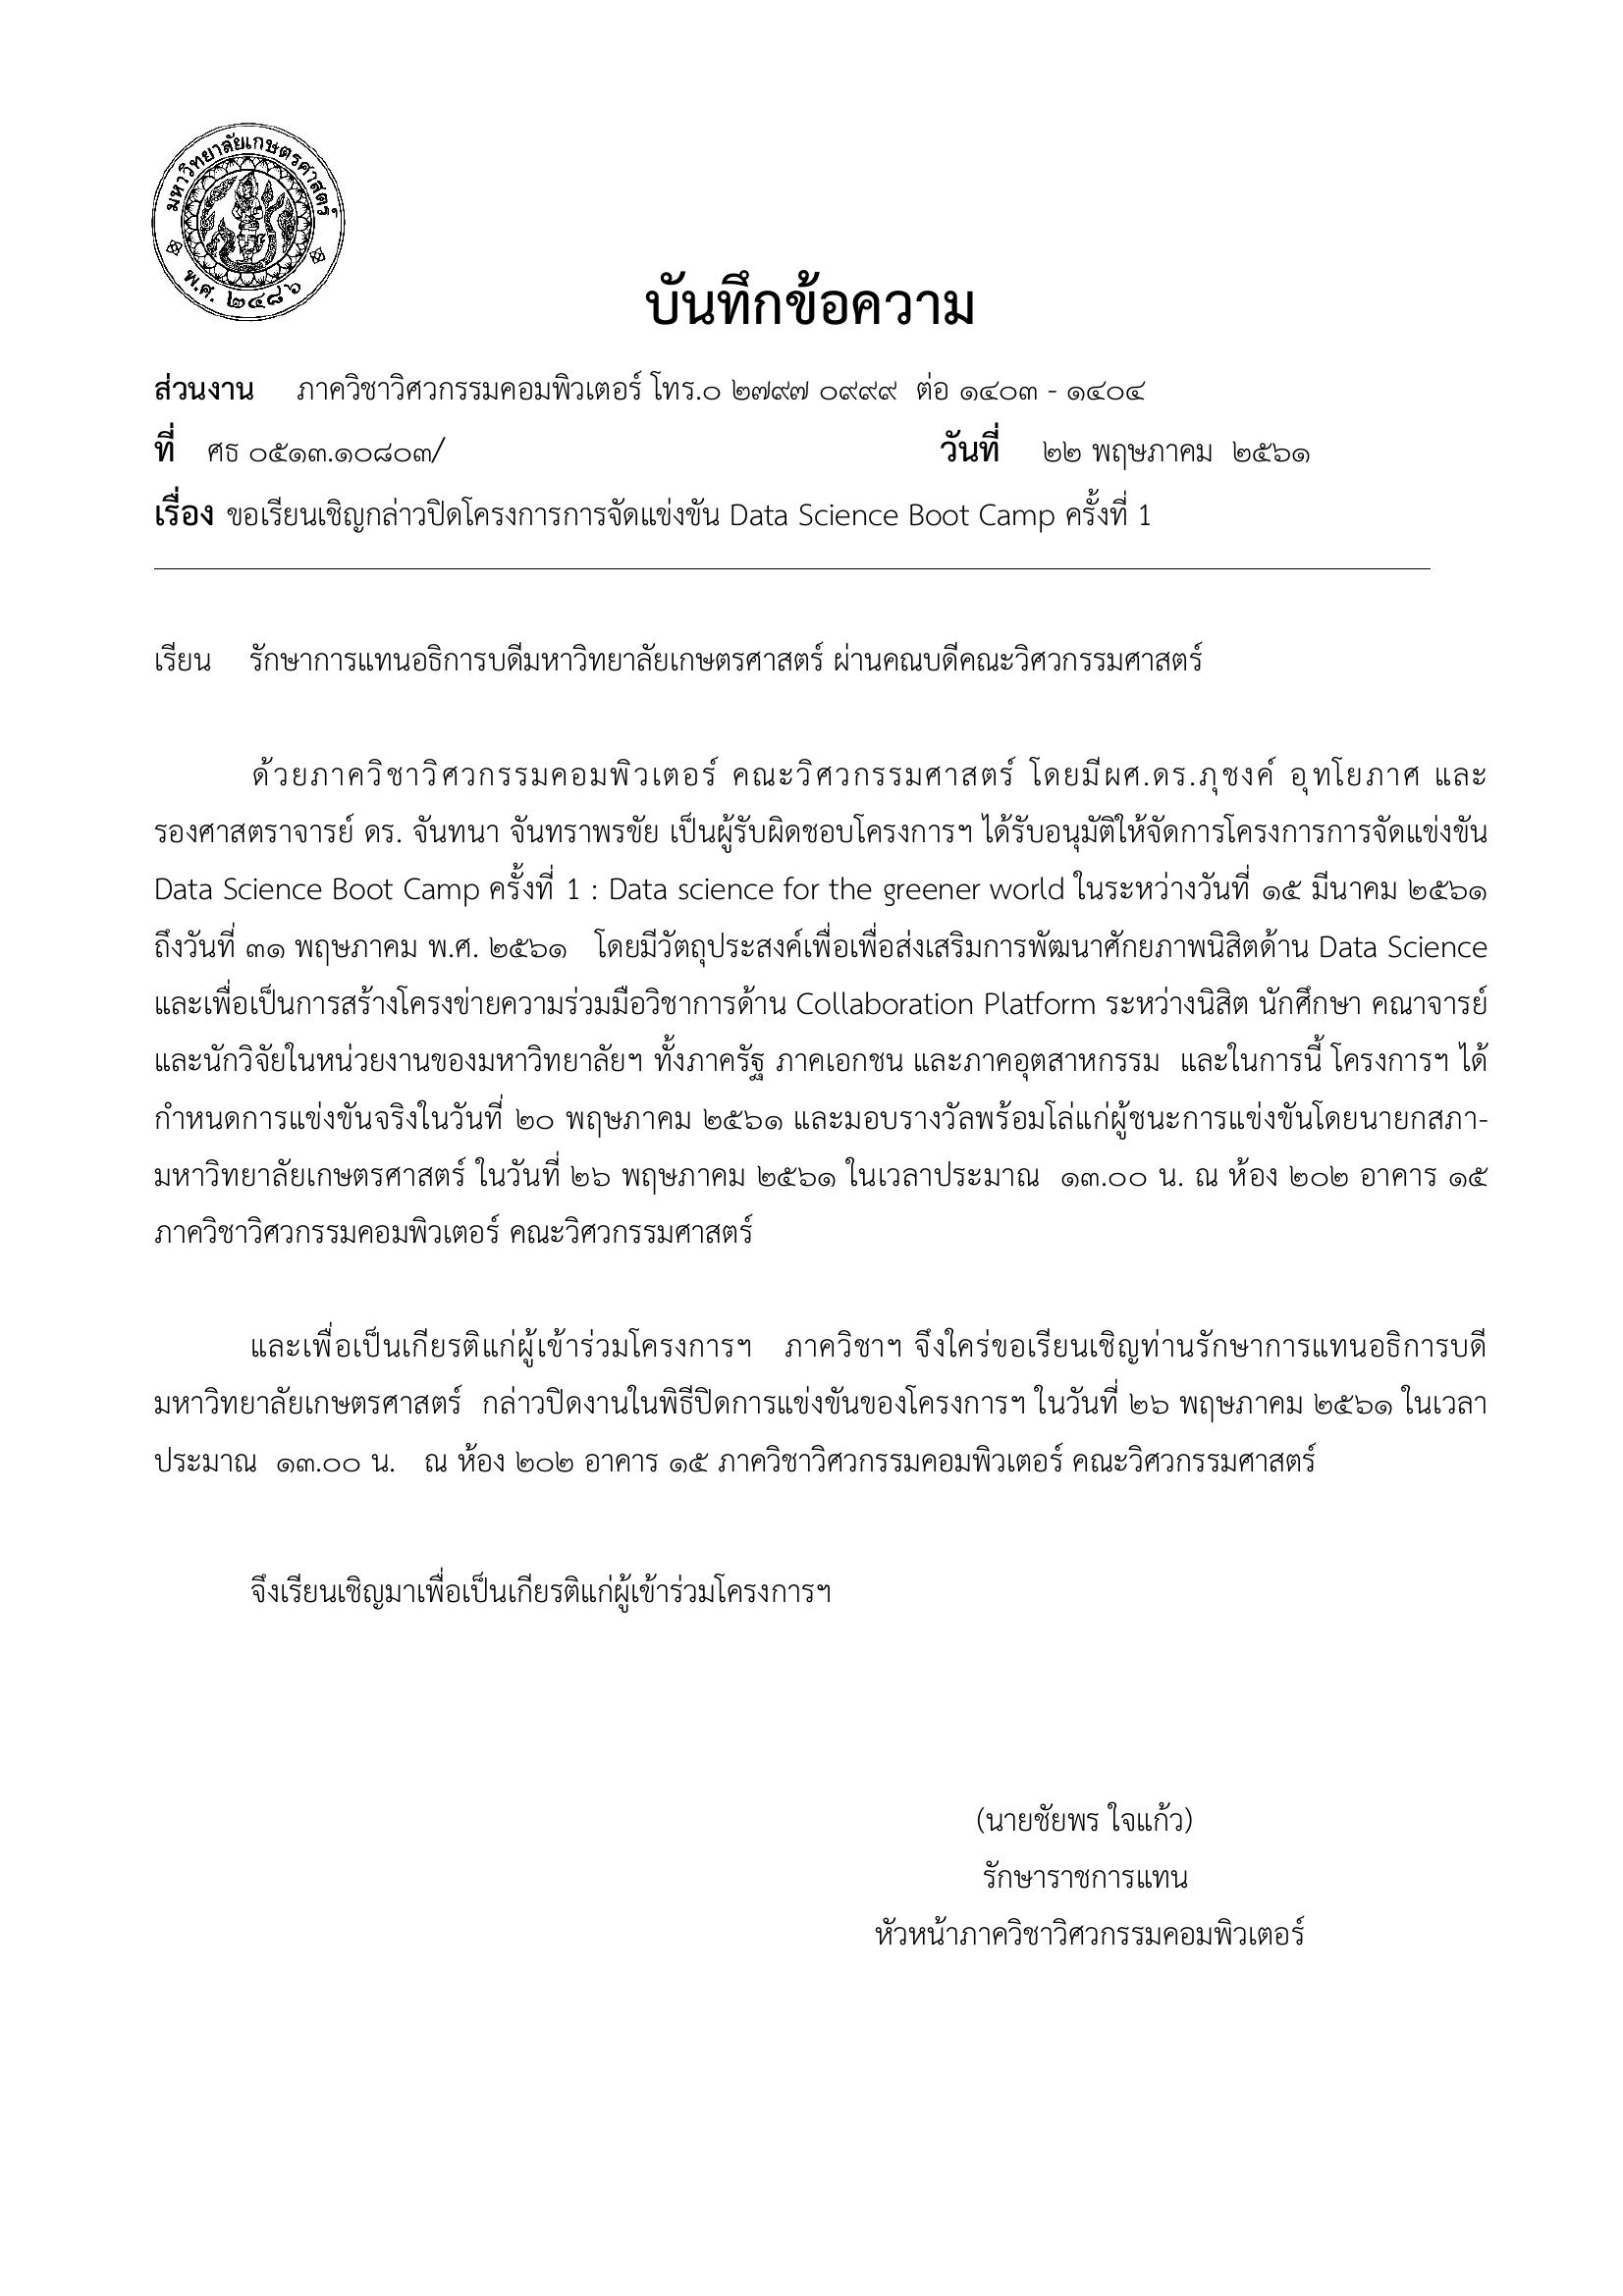 มหาวิทยาลัยเกษตรศาสตร์
พ.ศ. ๒๔๘๖
บันทึกข้อความ
ส่วนงาน ภาควิชาวิศวกรรมคอมพิวเตอร์ โทร.๐ ๒๗๙๗ ๐๙๙๙ ต่อ ๑๔๐๓ - ๑๔๐๔
ที่ ศธ ๐๕๑๓.๑๐๘๐๓/ วันที่ ๒๒ พฤษภาคม ๒๕๖๑
เรื่อง ขอเรียนเชิญกล่าวปิดโครงการการจัดแข่งขัน Data Science Boot Camp ครั้งที่ 1
เรียน รักษาการแทนอธิการบดีมหาวิทยาลัยเกษตรศาสตร์ ผ่านคณบดีคณะวิศวกรรมศาสตร์
ด้วยภาควิชาวิศวกรรมคอมพิวเตอร์ คณะวิศวกรรมศาสตร์ โดยมีผศ.ดร.ภุชงค์ อุทโยภาศ และ
รองศาสตราจารย์ ดร. จันทนา จันทราพรชัย เป็นผู้รับผิดชอบโครงการฯ ได้รับอนุมัติให้จัดการโครงการการจัดแข่งขัน
Data Science Boot Camp ครั้งที่ 1 : Data science for the greener world ในระหว่างวันที่ ๑๕ มีนาคม ๒๕๖๑
ถึงวันที่ ๓๑ พฤษภาคม พ.ศ. ๒๕๖๑ โดยมีวัตถุประสงค์เพื่อเพื่อส่งเสริมการพัฒนาศักยภาพนิสิตด้าน Data Science
และเพื่อเป็นการสร้างโครงข่ายความร่วมมือวิชาการด้าน Collaboration Platform ระหว่างนิสิต นักศึกษา คณาจารย์
และนักวิจัยในหน่วยงานของมหาวิทยาลัยฯ ทั้งภาครัฐ ภาคเอกชน และภาคอุตสาหกรรม และในการนี้ โครงการฯ ได้
กำหนดการแข่งขันจริงในวันที่ ๒๐ พฤษภาคม ๒๕๖๑ และมอบรางวัลพร้อมโล่แก่ผู้ชนะการแข่งขันโดยนายกสภา-
มหาวิทยาลัยเกษตรศาสตร์ ในวันที่ ๒๖ พฤษภาคม ๒๕๖๑ ในเวลาประมาณ ๑๓.๐๐ น. ณ ห้อง ๒๐๒ อาคาร ๑๕
ภาควิชาวิศวกรรมคอมพิวเตอร์ คณะวิศวกรรมศาสตร์
และเพื่อเป็นเกียรติแก่ผู้เข้าร่วมโครงการฯ ภาควิชาฯ จึงใคร่ขอเรียนเชิญท่านรักษาการแทนอธิการบดี
มหาวิทยาลัยเกษตรศาสตร์ กล่าวปิดงานในพิธีปิดการแข่งขันของโครงการฯ ในวันที่ ๒๖ พฤษภาคม ๒๕๖๑ ในเวลา
ประมาณ ๑๓.๐๐ น. ณ ห้อง ๒๐๒ อาคาร ๑๕ ภาควิชาวิศวกรรมคอมพิวเตอร์ คณะวิศวกรรมศาสตร์
จึงเรียนเชิญมาเพื่อเป็นเกียรติแก่ผู้เข้าร่วมโครงการฯ
(นายชัยพร ใจแก้ว)
รักษาราชการแทน
หัวหน้าภาควิชาวิศวกรรมคอมพิวเตอร์